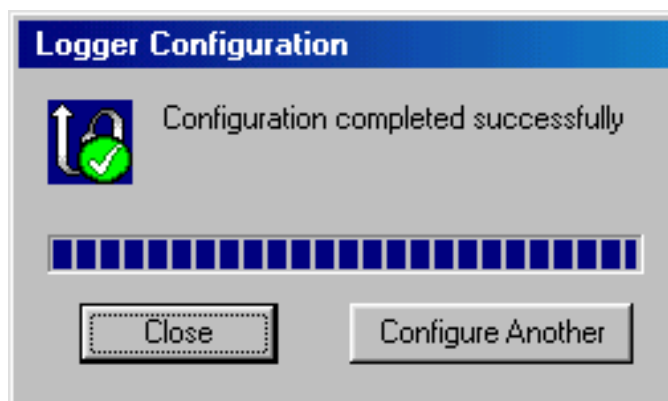 Logger Configuration
Configuration completed successfully
Close
Configure Another